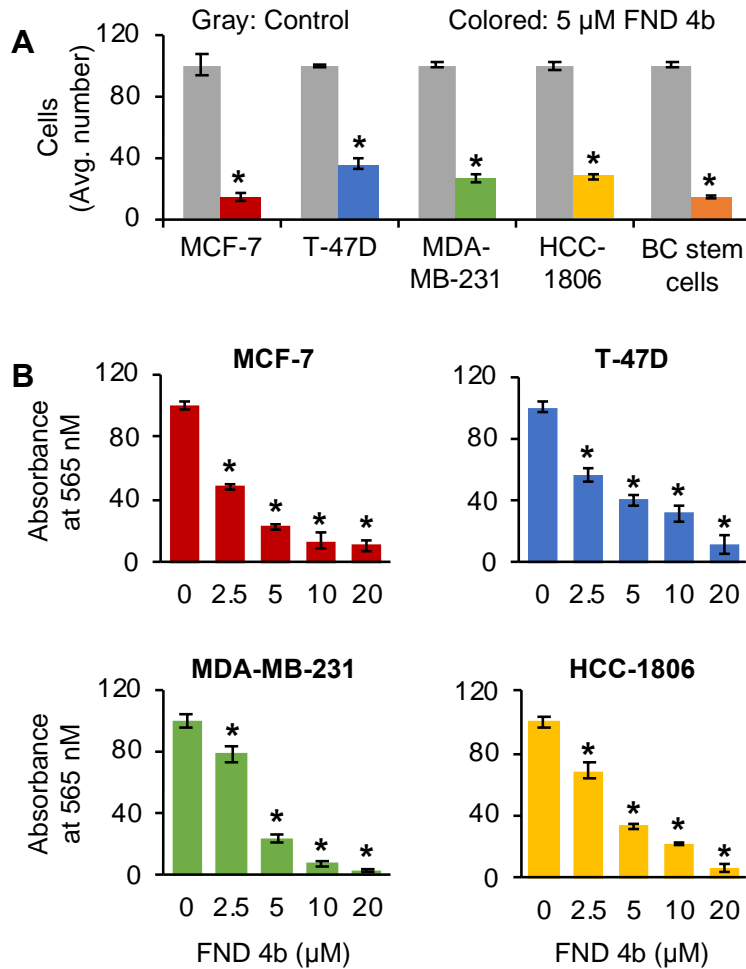 A
Gray: Control Colored: 5 µM FND 4b
Cells
(Avg. number)
120
80
40
0
* * * * *
MCF-7 T-47D MDA-MB-231 HCC-1806 BC stem cells
B
MCF-7
Absorbance
at 565 nM
120
80
40
0
* * * *
0 2.5 5 10 20
T-47D
120
80
40
0
* * * *
0 2.5 5 10 20
MDA-MB-231
Absorbance
at 565 nM
120
80
40
0
* * * *
0 2.5 5 10 20
FND 4b (µM)
HCC-1806
120
80
40
0
* * * *
0 2.5 5 10 20
FND 4b (µM)